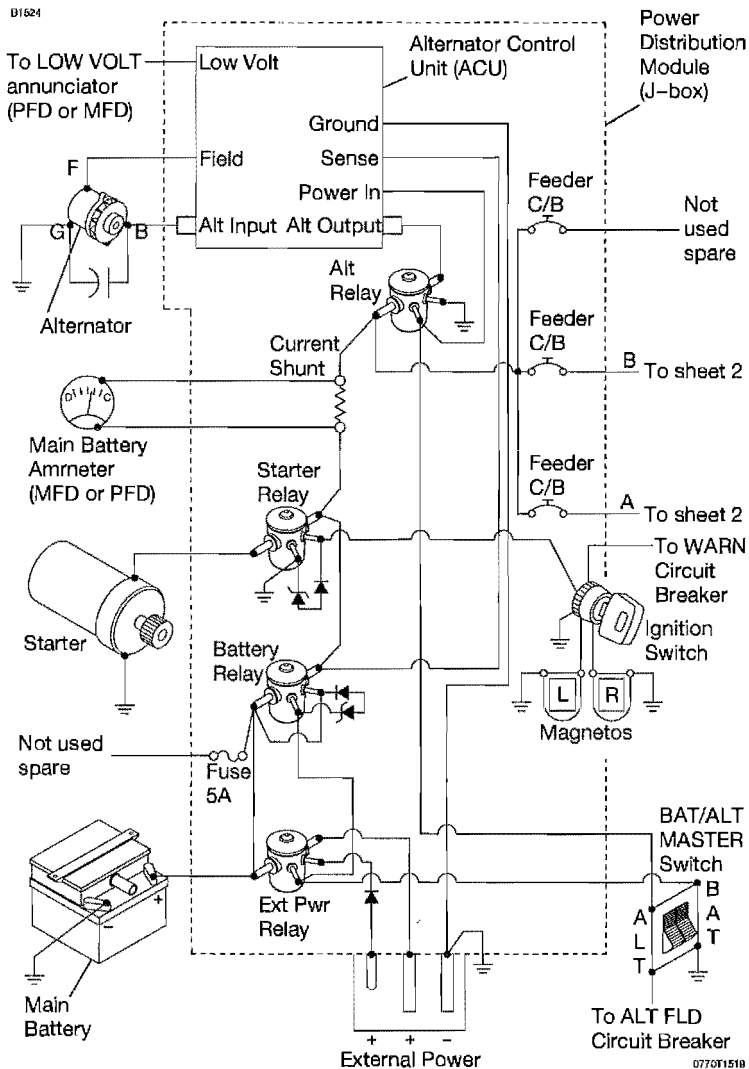 B1524
To LOW VOLT
annunciator
(PFD or MFD)
Low Volt
Alternator Control
Unit (ACU)
Power
Distribution
Module
(J-box)
Ground
Field
Sense
Power In
Alt Input
Alt Output
F
G
B
Alternator
Alt
Relay
Feeder
C/B
Not
used
spare
Current
Shunt
Feeder
C/B
B
To sheet 2
D
C
Main Battery
Ammeter
(MFD or PFD)
Starter
Relay
Feeder
C/B
A
To sheet 2
To WARN
Circuit
Breaker
Ignition
Switch
Starter
Battery
Relay
L
R
Magnetos
Not used
spare
Fuse
5A
BAT/ALT
MASTER
Switch
Ext Pwr
Relay
-
+
ALT
BAT
Main
Battery
+
+
−
External Power
To ALT FLD
Circuit Breaker
0770T1518